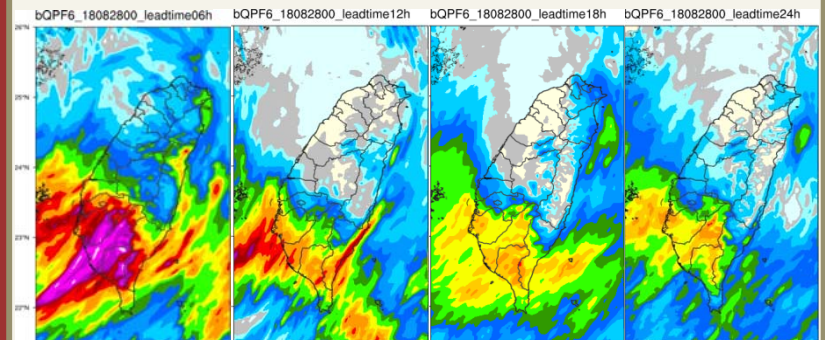 bQPF6_18082800_leadtime06h
bQPF6_18082800_leadtime12h
bQPF6_18082800_leadtime18h
bQPF6_18082800_leadtime24h
26°N
25°N
24°N
23°N
22°N